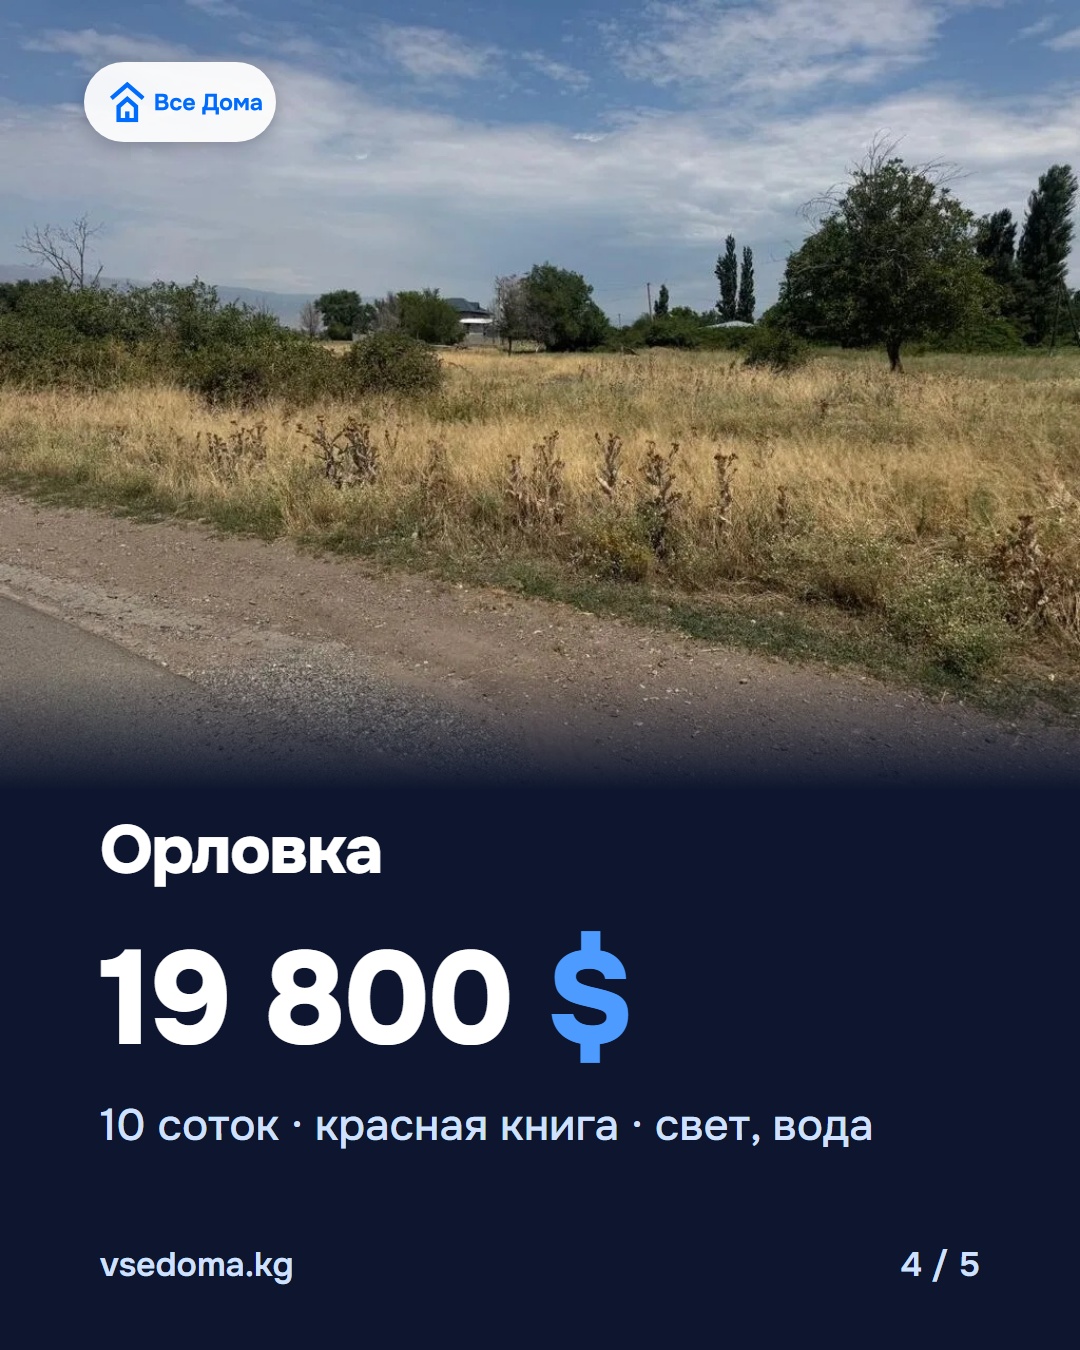 Все Дома
Орловка
19 800 $
10 соток · красная книга · свет, вода
vsedoma.kg
4 / 5